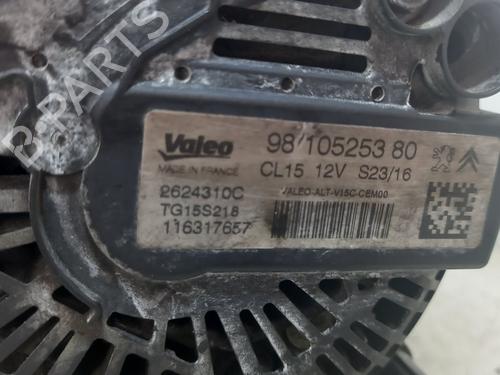 B-PARTS
Valeo
MADE IN FRANCE
98/105253 80
CL15 12V S23/16
2624310C
TG15S218
116317657
VALEO-ALT-V15C-CEM00